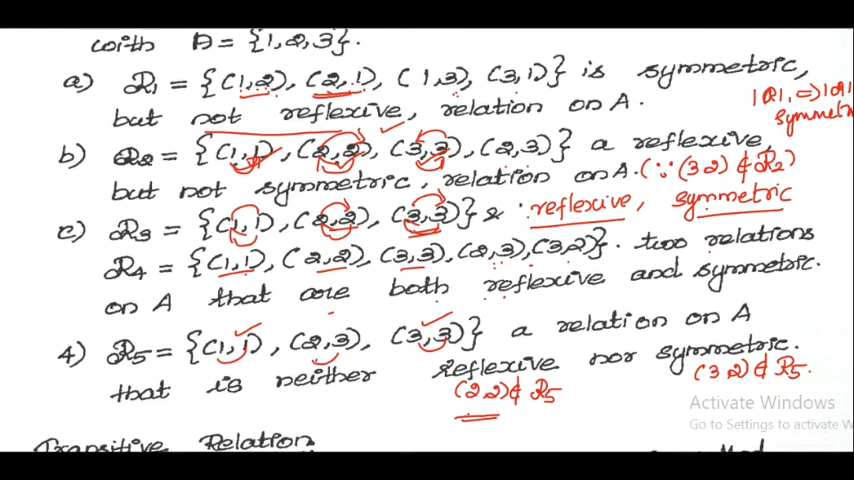 with A = {1,2,3}.
a) R1 = {(1,2), (2,1), (1,3), (3,1)} is symmetric,
but not reflexive, relation on A.
symmetri
b) R2 = {(1,1), (2,2), (3,3), (2,3)} a reflexive,
but not symmetric, relation on A. (∵ (3 2) ∉ R2)
c) R3 = {(1,1), (2,2), (3,3)} & reflexive, symmetric
R4 = {(1,1), (2,2), (3,3), (2,3), (3,2)}. two relations
on A that are both reflexive and symmetric.
4) R5 = {(1,1), (2,3), (3,3)} a relation on A
that is neither reflexive nor symmetric.
(2 2) ∉ R5 (3 2) ∉ R5.
Activate Windows
Go to Settings to activate W
Transitive Relation